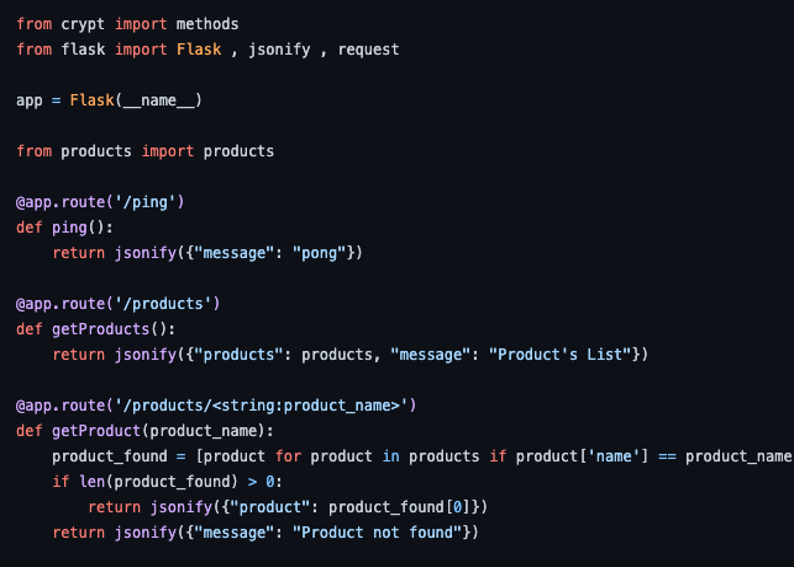 from crypt import methods
from flask import Flask , jsonify , request
app = Flask(__name__)
from products import products
@app.route('/ping')
def ping():
    return jsonify({"message": "pong"})
@app.route('/products')
def getProducts():
    return jsonify({"products": products, "message": "Product's List"})
@app.route('/products/<string:product_name>')
def getProduct(product_name):
    product_found = [product for product in products if product['name'] == product_name
    if len(product_found) > 0:
        return jsonify({"product": product_found[0]})
    return jsonify({"message": "Product not found"})